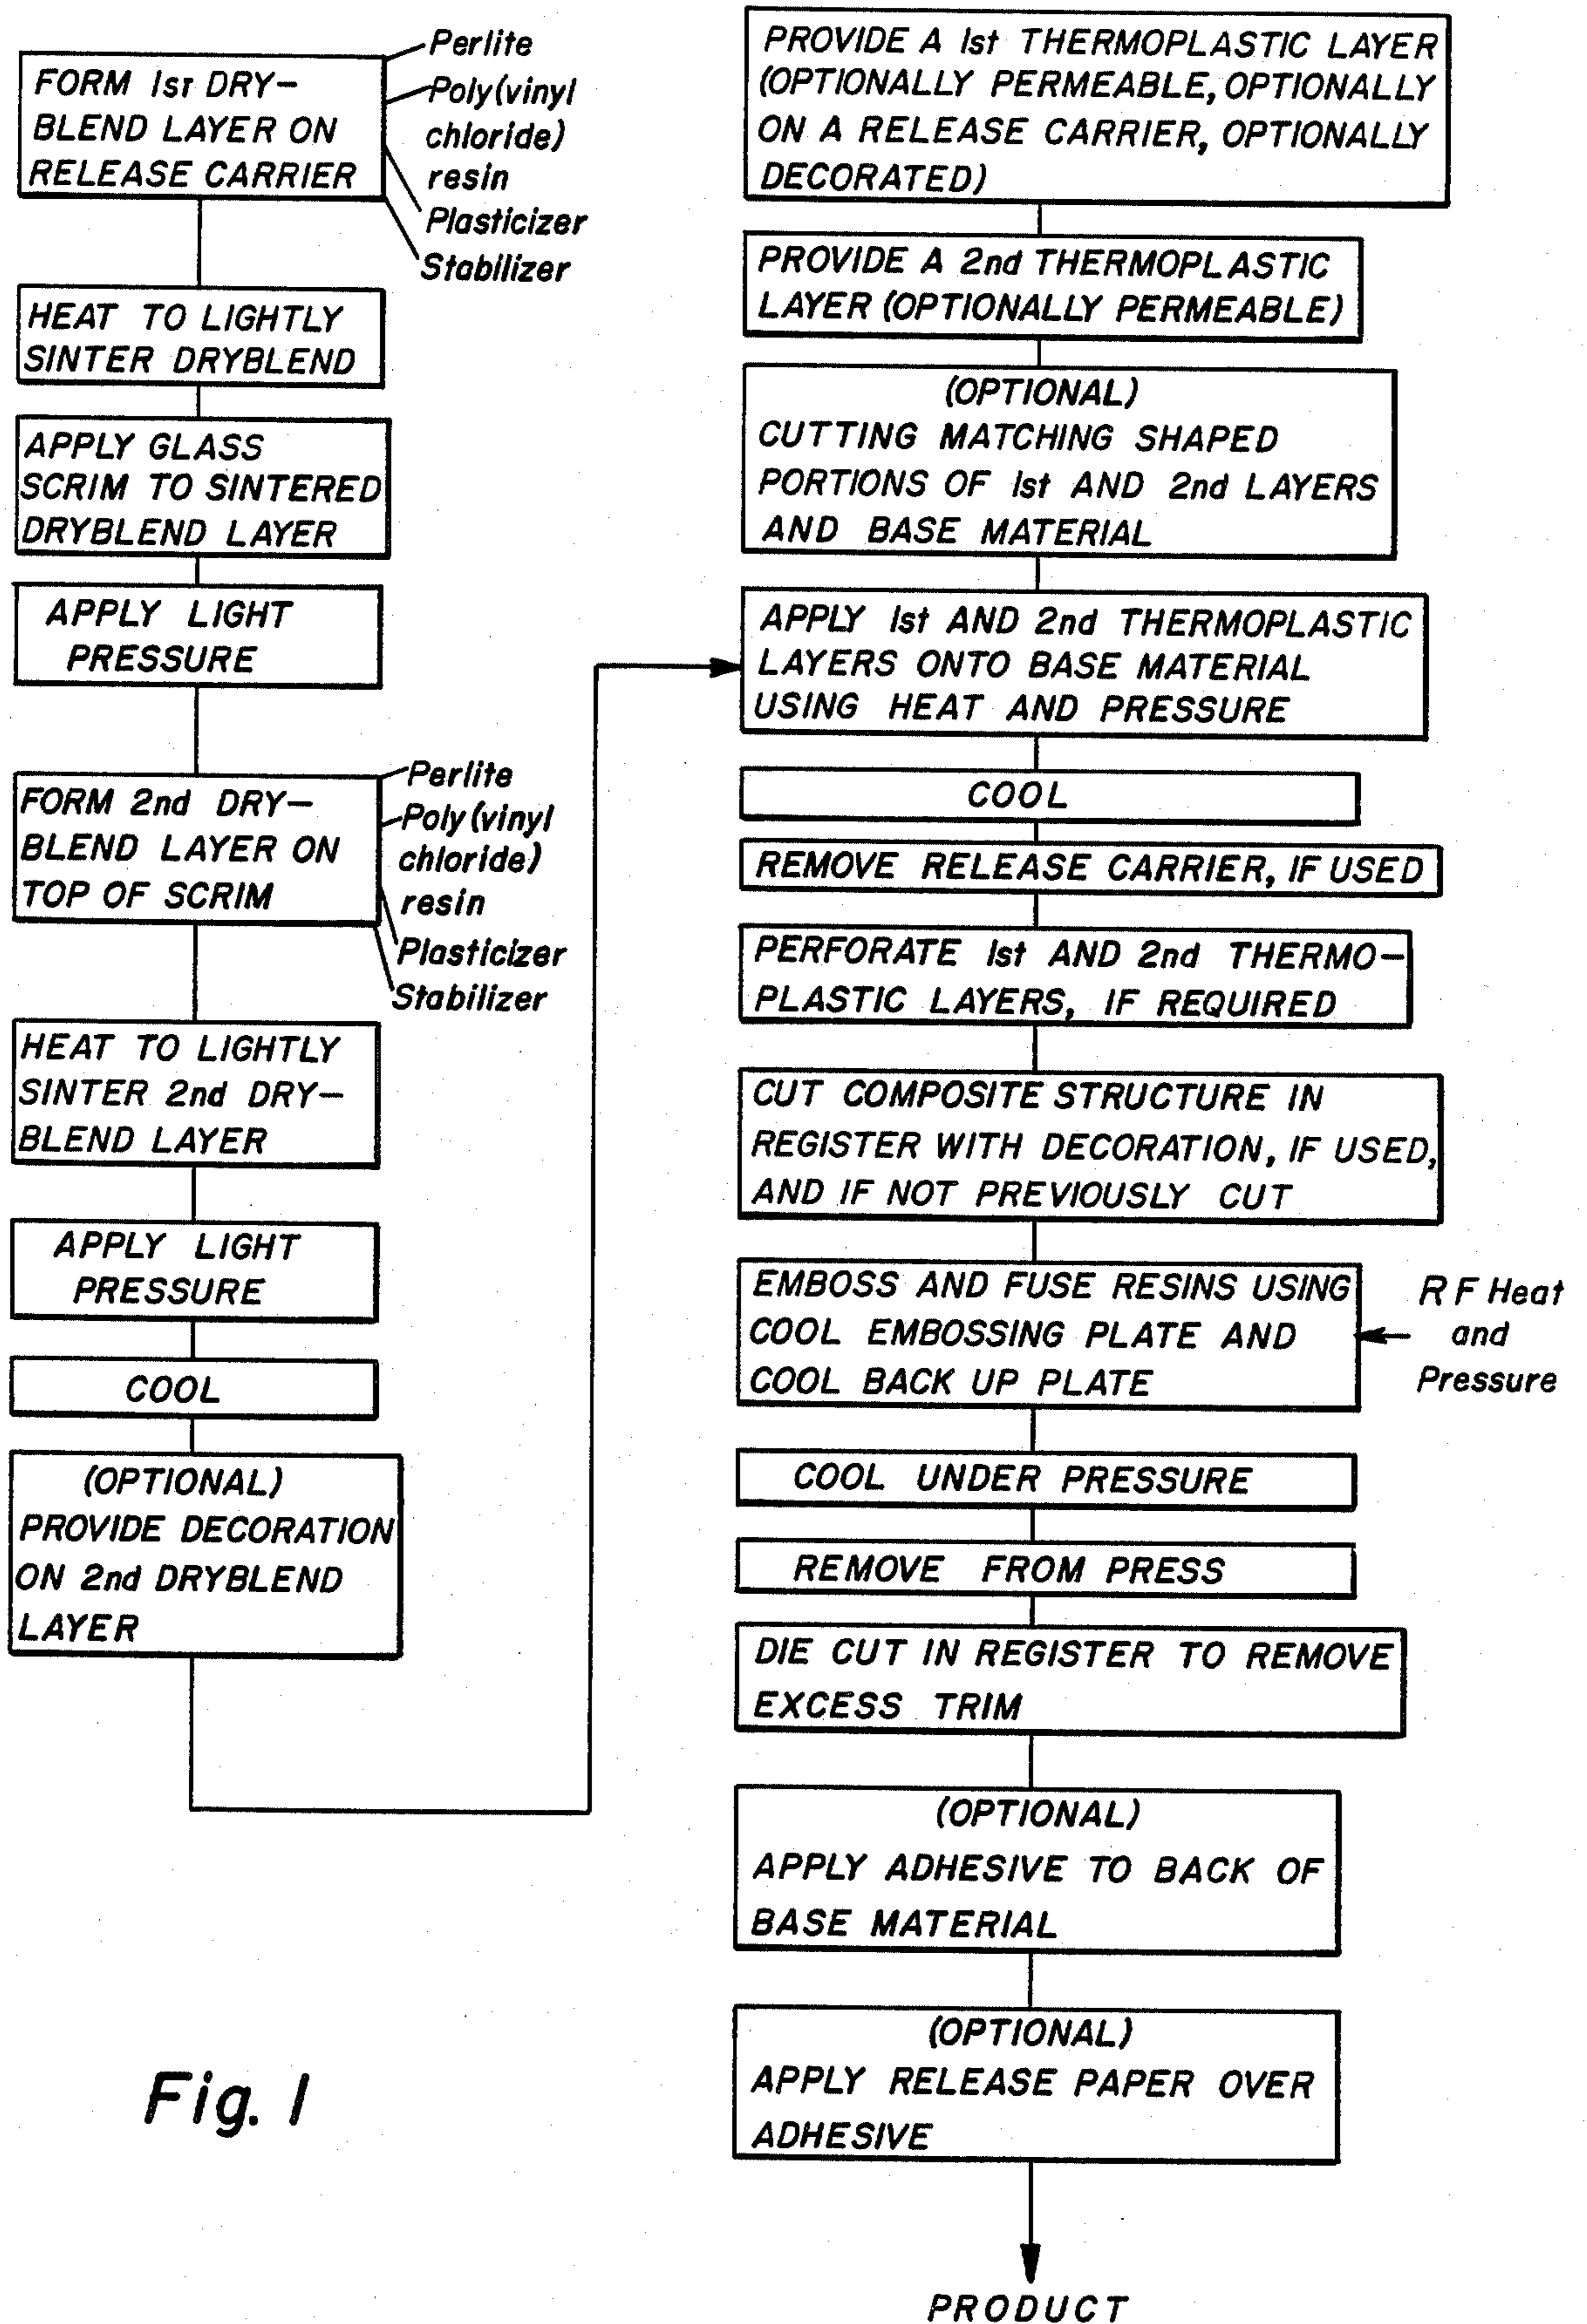 FORM 1st DRY-
BLEND LAYER ON
RELEASE CARRIER
Perlite
Poly(vinyl
chloride)
resin
Plasticizer
Stabilizer
HEAT TO LIGHTLY
SINTER DRYBLEND
APPLY GLASS
SCRIM TO SINTERED
DRYBLEND LAYER
APPLY LIGHT
PRESSURE
FORM 2nd DRY-
BLEND LAYER ON
TOP OF SCRIM
Perlite
Poly(vinyl
chloride)
resin
Plasticizer
Stabilizer
HEAT TO LIGHTLY
SINTER 2nd DRY-
BLEND LAYER
APPLY LIGHT
PRESSURE
COOL
(OPTIONAL)
PROVIDE DECORATION
ON 2nd DRYBLEND
LAYER
PROVIDE A 1st THERMOPLASTIC LAYER
(OPTIONALLY PERMEABLE, OPTIONALLY
ON A RELEASE CARRIER, OPTIONALLY
DECORATED)
PROVIDE A 2nd THERMOPLASTIC
LAYER (OPTIONALLY PERMEABLE)
(OPTIONAL)
CUTTING MATCHING SHAPED
PORTIONS OF 1st AND 2nd LAYERS
AND BASE MATERIAL
APPLY 1st AND 2nd THERMOPLASTIC
LAYERS ONTO BASE MATERIAL
USING HEAT AND PRESSURE
COOL
REMOVE RELEASE CARRIER, IF USED
PERFORATE 1st AND 2nd THERMO-
PLASTIC LAYERS, IF REQUIRED
CUT COMPOSITE STRUCTURE IN
REGISTER WITH DECORATION, IF USED,
AND IF NOT PREVIOUSLY CUT
EMBOSS AND FUSE RESINS USING
COOL EMBOSSING PLATE AND
COOL BACK UP PLATE
RF Heat
and
Pressure
COOL UNDER PRESSURE
REMOVE FROM PRESS
DIE CUT IN REGISTER TO REMOVE
EXCESS TRIM
(OPTIONAL)
APPLY ADHESIVE TO BACK OF
BASE MATERIAL
(OPTIONAL)
APPLY RELEASE PAPER OVER
ADHESIVE
PRODUCT
Fig. 1